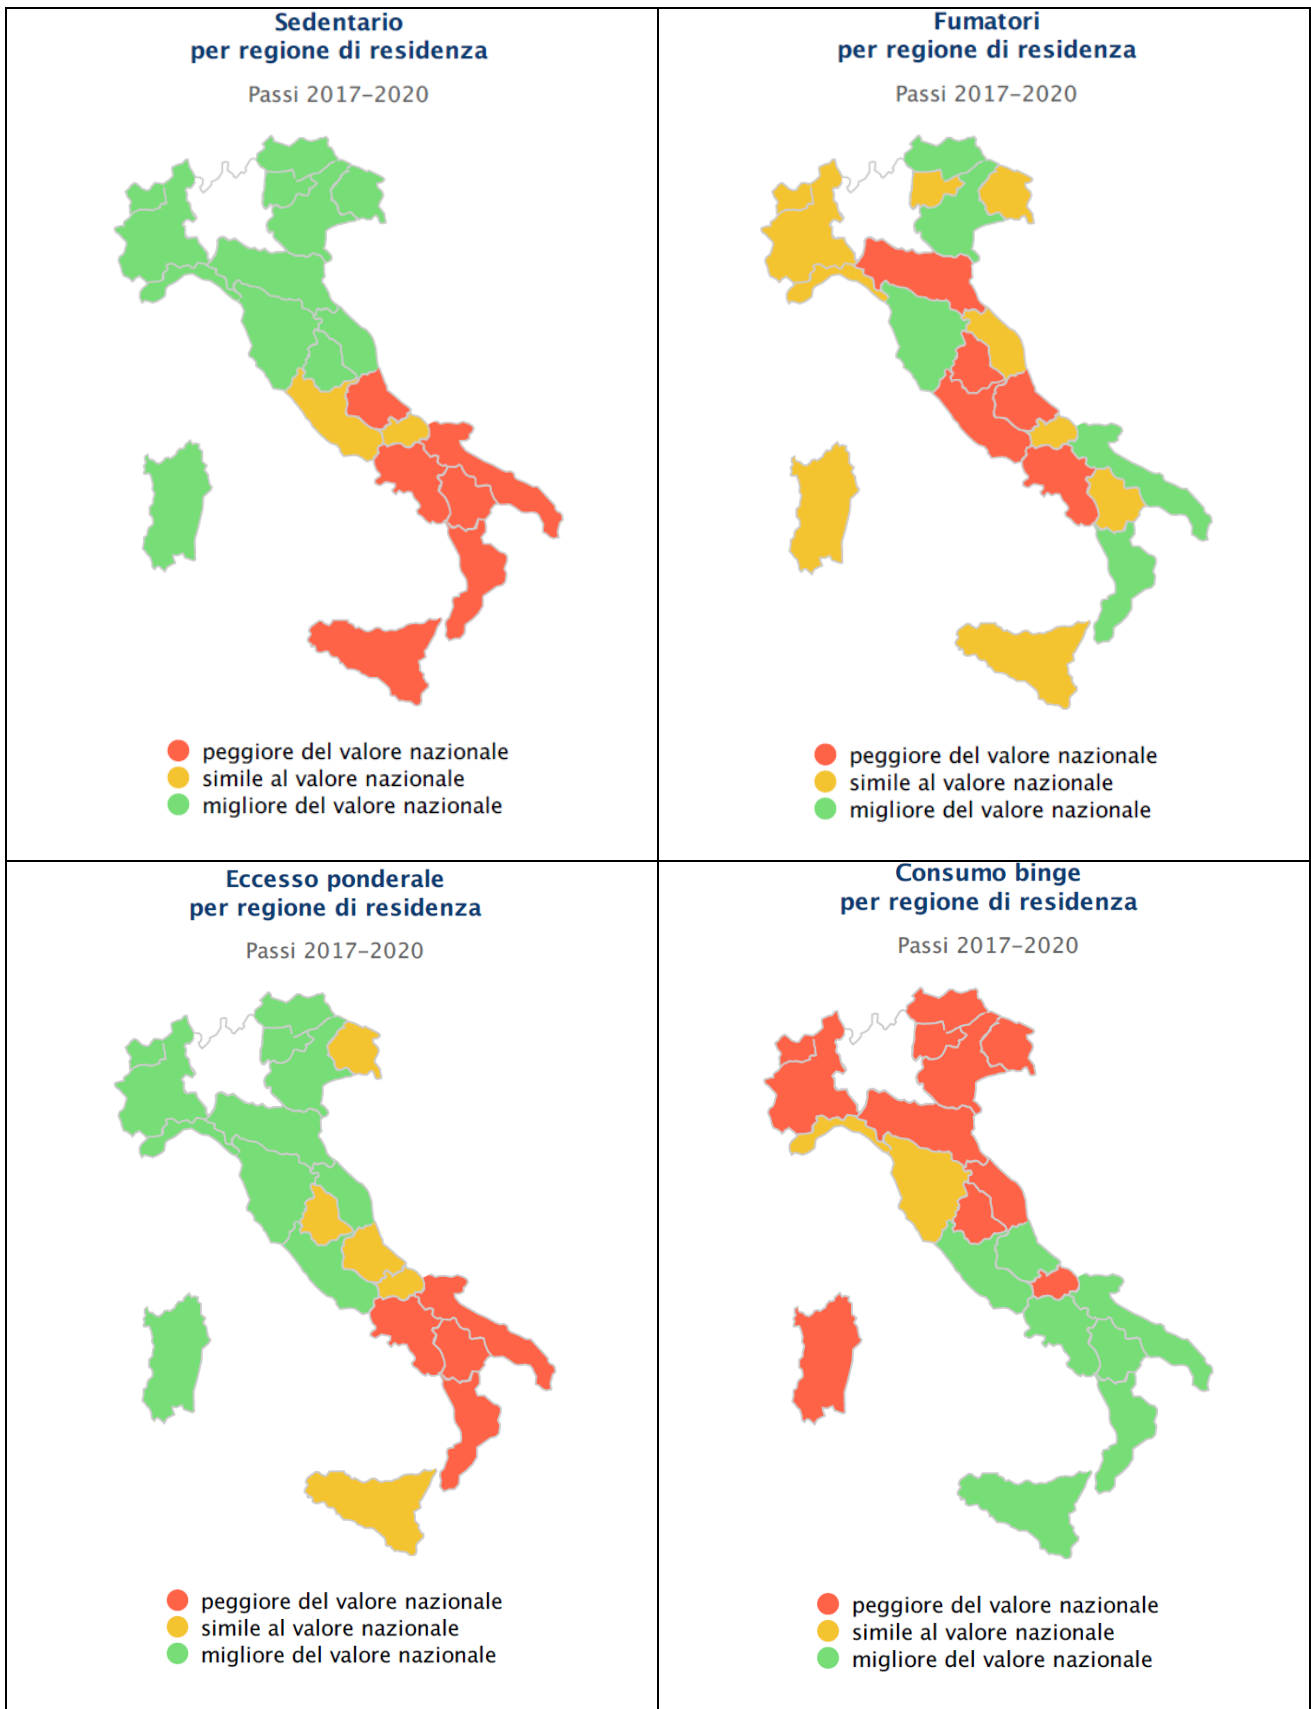 Sedentario
per regione di residenza
Passi 2017-2020
peggiore del valore nazionale
simile al valore nazionale
migliore del valore nazionale
Fumatori
per regione di residenza
Passi 2017-2020
peggiore del valore nazionale
simile al valore nazionale
migliore del valore nazionale
Eccesso ponderale
per regione di residenza
Passi 2017-2020
peggiore del valore nazionale
simile al valore nazionale
migliore del valore nazionale
Consumo binge
per regione di residenza
Passi 2017-2020
peggiore del valore nazionale
simile al valore nazionale
migliore del valore nazionale